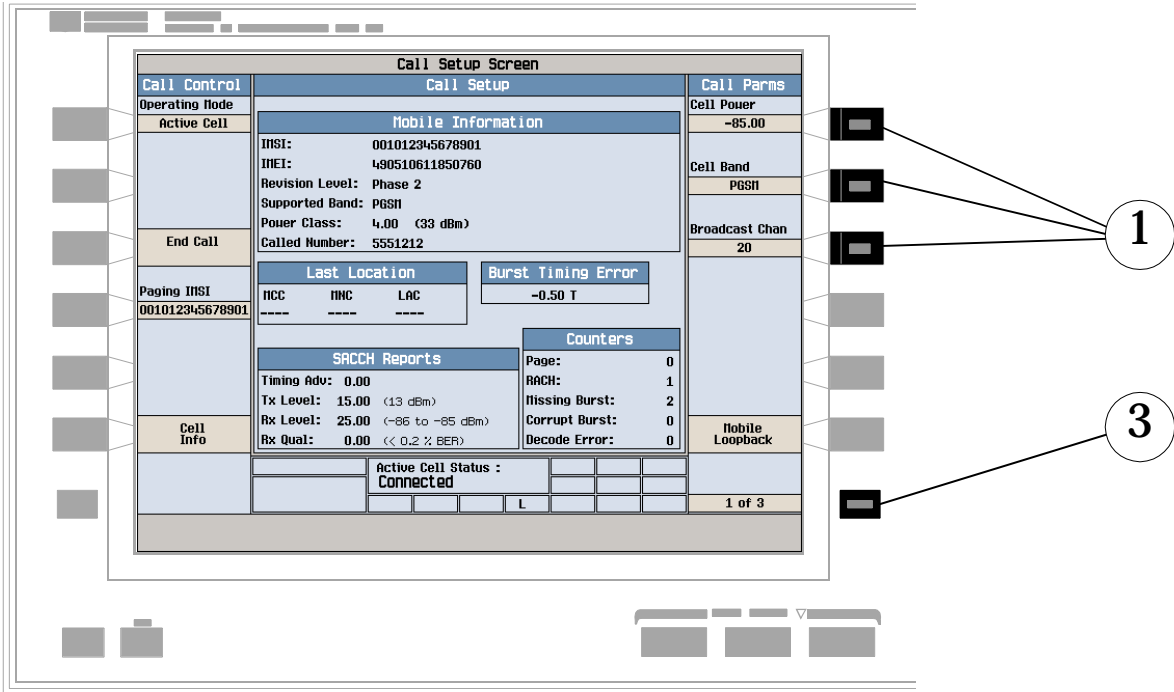 Call Setup Screen
Call Control
Operating Mode
Active Cell
End Call
Paging IMSI
001012345678901
Cell
Info
Call Setup
Mobile Information
IMSI: 001012345678901
IMEI: 490510611850760
Revision Level: Phase 2
Supported Band: PGSM
Power Class: 4.00 (33 dBm)
Called Number: 5551212
Last Location
MCC MNC LAC
---- ---- ----
Burst Timing Error
-0.50 T
SACCH Reports
Timing Adv: 0.00
Tx Level: 15.00 (13 dBm)
Rx Level: 25.00 (-86 to -85 dBm)
Rx Qual: 0.00 (< 0.2 % BER)
Counters
Page: 0
RACH: 1
Missing Burst: 2
Corrupt Burst: 0
Decode Error: 0
Active Cell Status :
Connected
L
Call Parms
Cell Power
-85.00
Cell Band
PGSM
Broadcast Chan
20
Mobile
Loopback
1 of 3
1
3